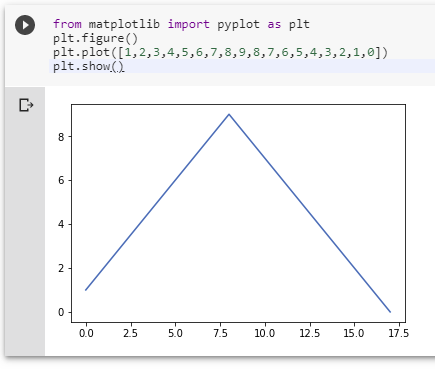 from matplotlib import pyplot as plt
plt.figure()
plt.plot([1,2,3,4,5,6,7,8,9,8,7,6,5,4,3,2,1,0])
plt.show()
8
6
4
2
0
0.0 2.5 5.0 7.5 10.0 12.5 15.0 17.5